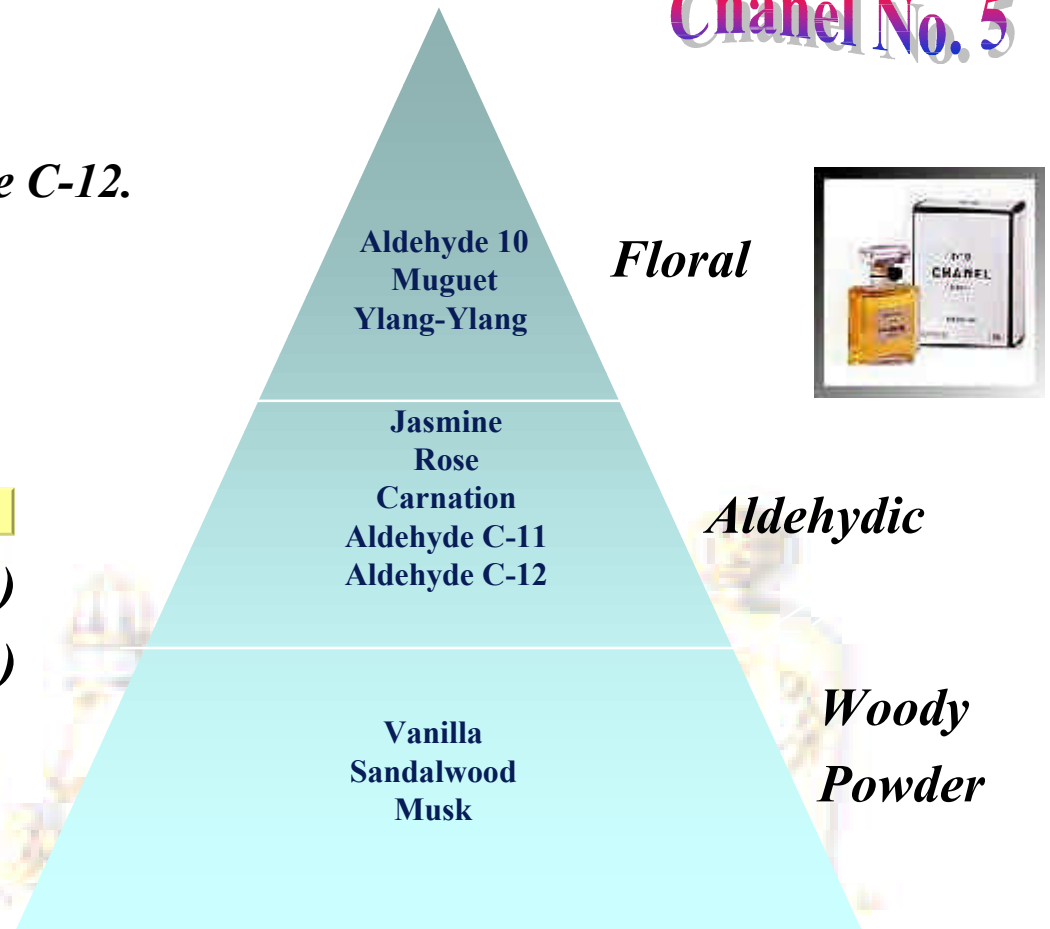 Chanel No. 5
e C-12.
Aldehyde 10
Muguet
Ylang-Ylang
Floral
CHANEL
Jasmine
Rose
Carnation
Aldehyde C-11
Aldehyde C-12
Aldehydic
)
)
Vanilla
Sandalwood
Musk
Woody
Powder